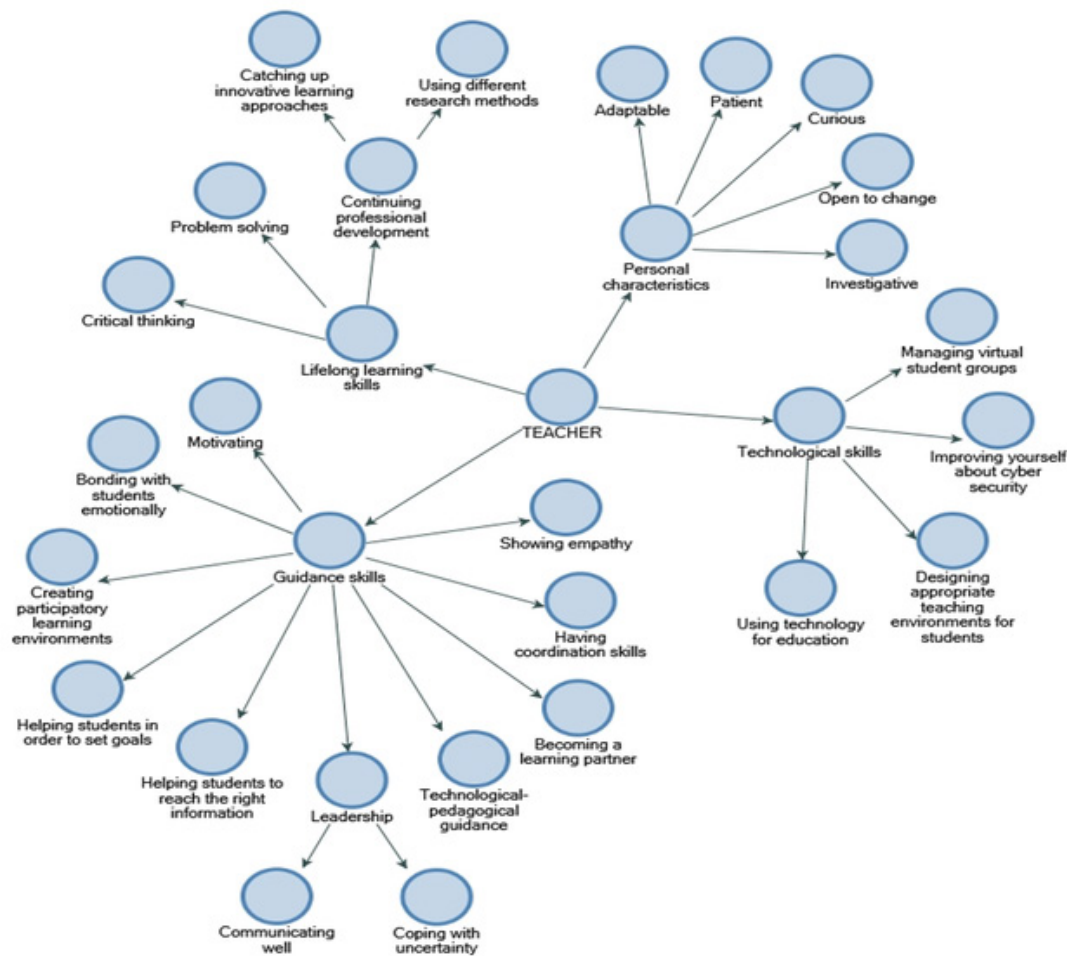 Catching up
innovative learning
approaches
Using different
research methods
Adaptable
Patient
Curious
Problem solving
Continuing
professional
development
Open to change
Personal
characteristics
Investigative
Critical thinking
Lifelong learning
skills
Managing virtual
student groups
TEACHER
Technological skills
Improving yourself
about cyber
security
Motivating
Bonding with
students
emotionally
Showing empathy
Guidance skills
Creating
participatory
learning
environments
Having
coordination skills
Using technology
for education
Designing
appropriate
teaching
environments for
students
Helping students in
order to set goals
Helping students to
reach the right
information
Leadership
Technological-
pedagogical
guidance
Becoming a
learning partner
Communicating
well
Coping with
uncertainty